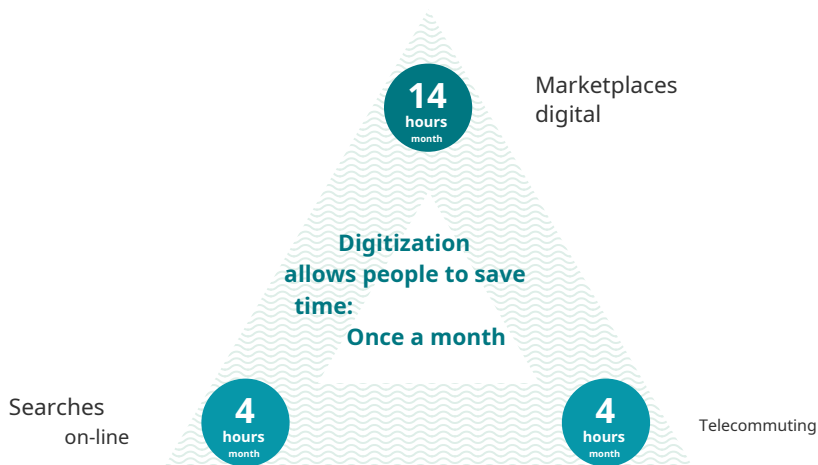 14
hours
month
Marketplaces
digital
Digitization
allows people to save
time:
Once a month
Searches
on-line
4
hours
month
4
hours
month
Telecommuting